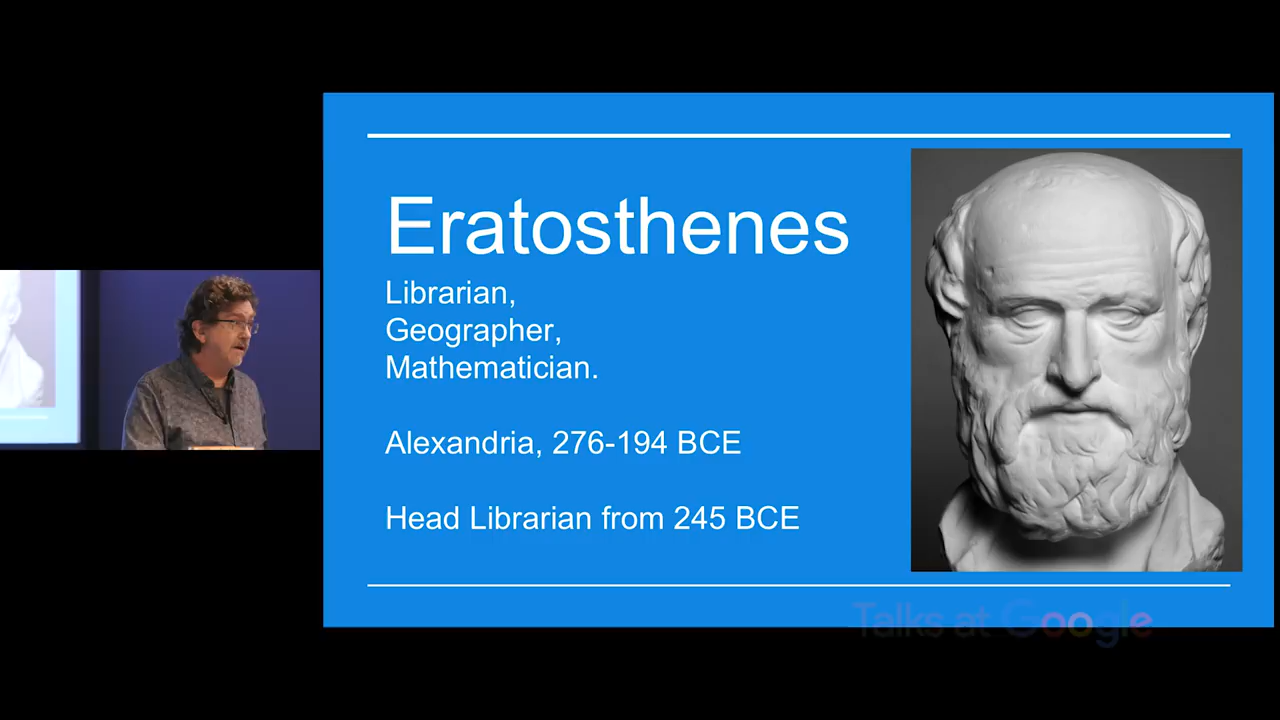 Eratosthenes
Librarian,
Geographer,
Mathematician.
Alexandria, 276-194 BCE
Head Librarian from 245 BCE
Talks at Google